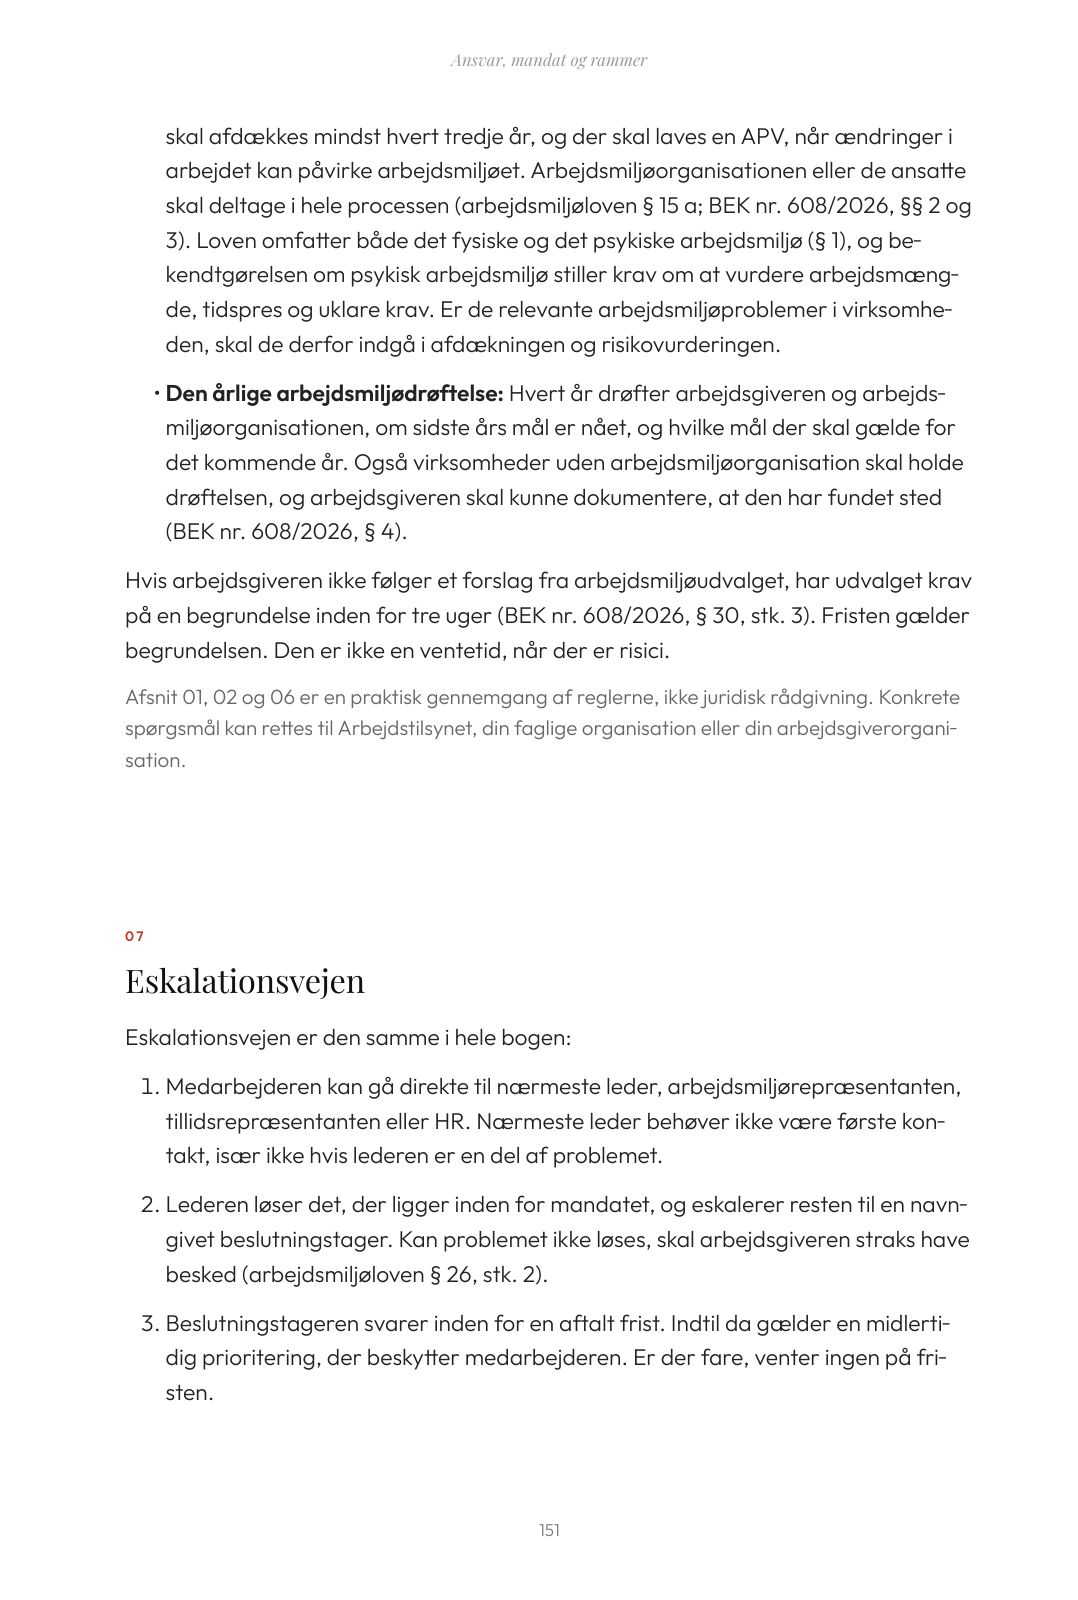 Ansvar, mandat og rammer
skal afdækkes mindst hvert tredje år, og der skal laves en APV, når ændringer i
arbejdet kan påvirke arbejdsmiljøet. Arbejdsmiljøorganisationen eller de ansatte
skal deltage i hele processen (arbejdsmiljøloven § 15 a; BEK nr. 608/2026, §§ 2 og
3). Loven omfatter både det fysiske og det psykiske arbejdsmiljø (§ 1), og be-
kendtgørelsen om psykisk arbejdsmiljø stiller krav om at vurdere arbejdsmæng-
de, tidspres og uklare krav. Er de relevante arbejdsmiljøproblemer i virksomhe-
den, skal de derfor indgå i afdækningen og risikovurderingen.
• Den årlige arbejdsmiljødrøftelse: Hvert år drøfter arbejdsgiveren og arbejds-
miljøorganisationen, om sidste års mål er nået, og hvilke mål der skal gælde for
det kommende år. Også virksomheder uden arbejdsmiljøorganisation skal holde
drøftelsen, og arbejdsgiveren skal kunne dokumentere, at den har fundet sted
(BEK nr. 608/2026, § 4).
Hvis arbejdsgiveren ikke følger et forslag fra arbejdsmiljøudvalget, har udvalget krav
på en begrundelse inden for tre uger (BEK nr. 608/2026, § 30, stk. 3). Fristen gælder
begrundelsen. Den er ikke en ventetid, når der er risici.
Afsnit 01, 02 og 06 er en praktisk gennemgang af reglerne, ikke juridisk rådgivning. Konkrete
spørgsmål kan rettes til Arbejdstilsynet, din faglige organisation eller din arbejdsgiverorgani-
sation.
07
Eskalationsvejen
Eskalationsvejen er den samme i hele bogen:
1. Medarbejderen kan gå direkte til nærmeste leder, arbejdsmiljørepræsentanten,
tillidsrepræsentanten eller HR. Nærmeste leder behøver ikke være første kon-
takt, især ikke hvis lederen er en del af problemet.
2. Lederen løser det, der ligger inden for mandatet, og eskalerer resten til en navn-
givet beslutningstager. Kan problemet ikke løses, skal arbejdsgiveren straks have
besked (arbejdsmiljøloven § 26, stk. 2).
3. Beslutningstageren svarer inden for en aftalt frist. Indtil da gælder en midlerti-
dig prioritering, der beskytter medarbejderen. Er der fare, venter ingen på fri-
sten.
151